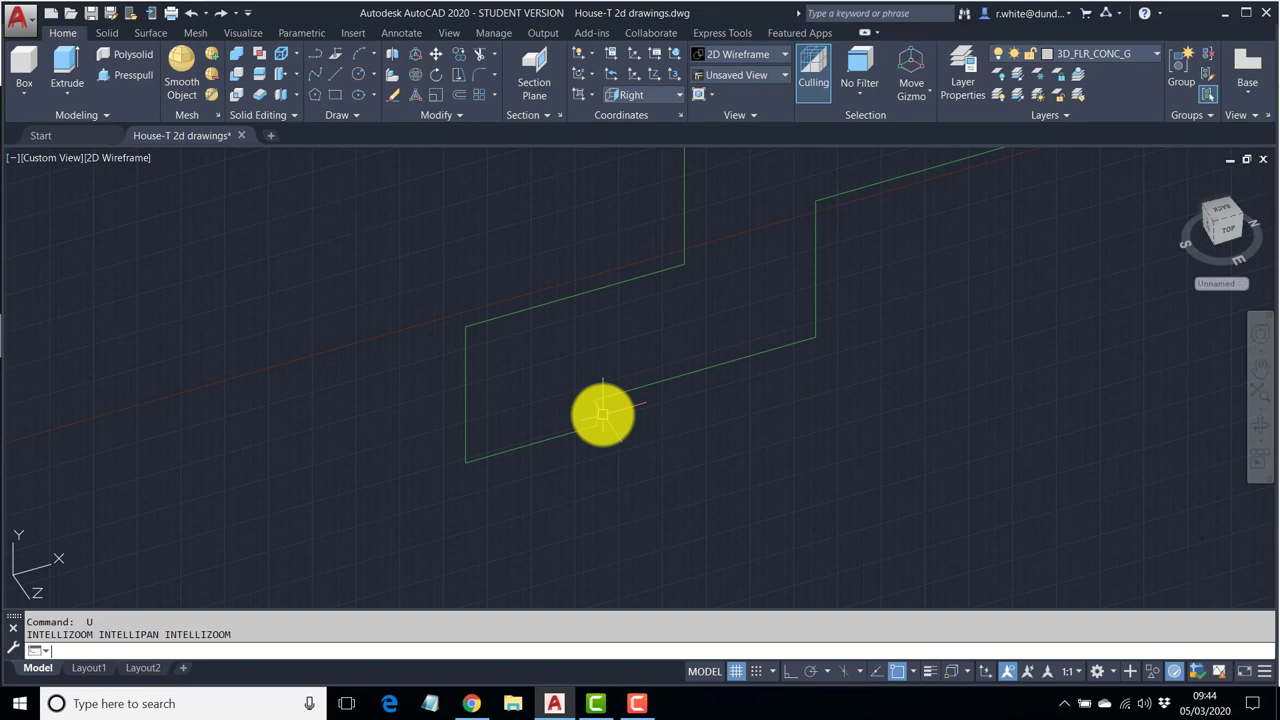 Autodesk AutoCAD 2020 - STUDENT VERSION House-T 2d drawings.dwg
Type a keyword or phrase
r.white@dund...
Home Solid Surface Mesh Visualize Parametric Insert Annotate View Manage Output Add-ins Collaborate Express Tools Featured Apps
Box
Extrude
Polysolid
Presspull
Smooth
Object
Section
Plane
Right
2D Wireframe
Unsaved View
Culling
No Filter
Move
Gizmo
Layer
Properties
3D_FLR_CONC_G
Group
Base
Modeling Mesh Solid Editing Draw Modify Section Coordinates View Selection Layers Groups View
Start House-T 2d drawings*
[−][Custom View][2D Wireframe]
BACK
TOP
S
N
E
Unnamed
Y
X
Z
Command: U
INTELLIZOOM INTELLIPAN INTELLIZOOM
Model Layout1 Layout2
MODEL
1:1
Type here to search
09:44
05/03/2020